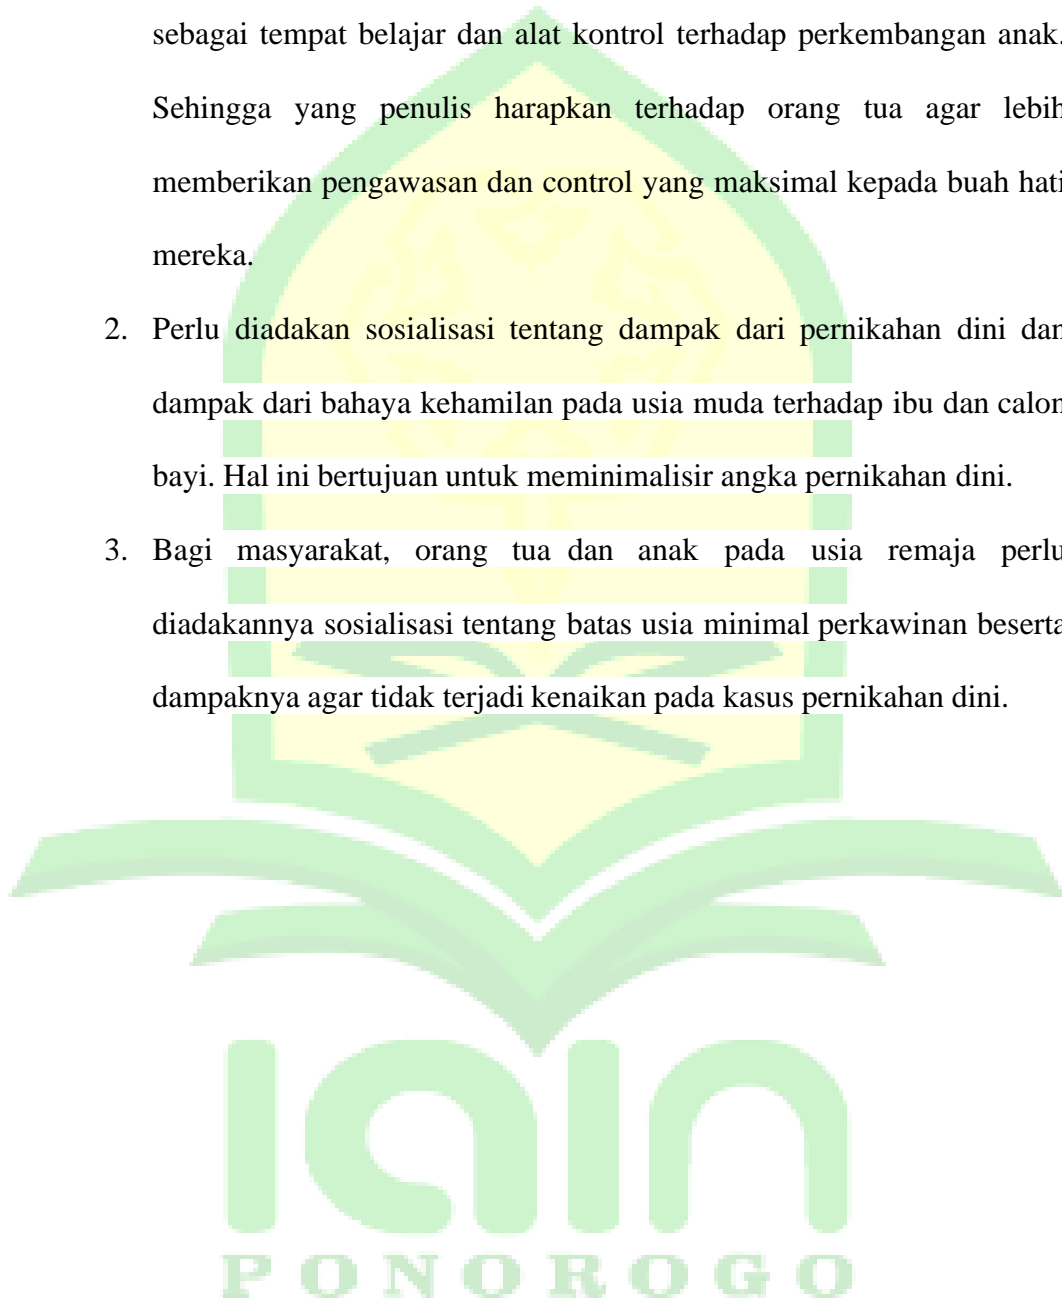 sebagai tempat belajar dan alat kontrol terhadap perkembangan anak.
Sehingga yang penulis harapkan terhadap orang tua agar lebih
memberikan pengawasan dan control yang maksimal kepada buah hati
mereka.
2. Perlu diadakan sosialisasi tentang dampak dari pernikahan dini dan
dampak dari bahaya kehamilan pada usia muda terhadap ibu dan calon
bayi. Hal ini bertujuan untuk meminimalisir angka pernikahan dini.
3. Bagi masyarakat, orang tua dan anak pada usia remaja perlu
diadakannya sosialisasi tentang batas usia minimal perkawinan beserta
dampaknya agar tidak terjadi kenaikan pada kasus pernikahan dini.
iain
PONOROGO